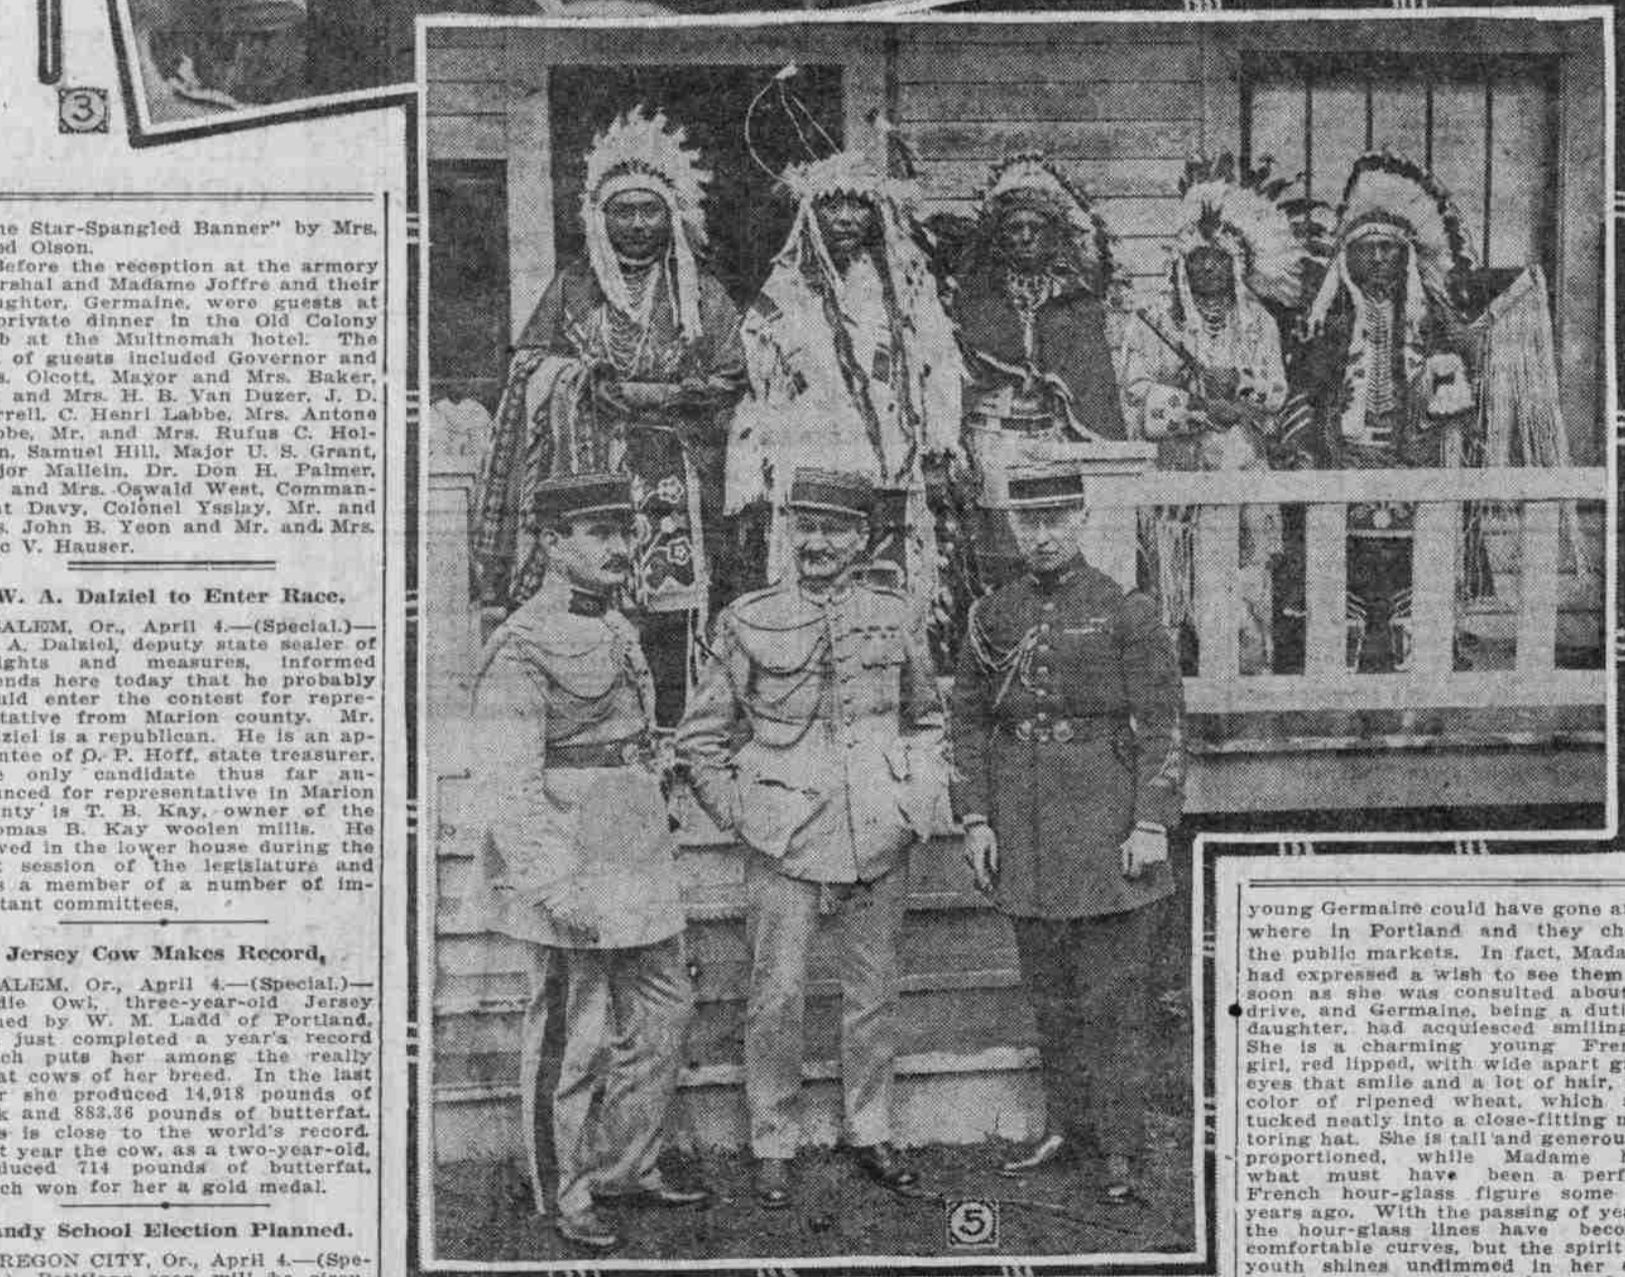 3
ne Star-Spangled Banner" by Mrs.
ed Olson.
Before the reception at the armory
arshal and Madame Joffre and their
ughter, Germaine, were guests at
private dinner in the Old Colony
b at the Multnomah hotel. The
of guests included Governor and
s. Olcott, Mayor and Mrs. Baker,
and Mrs. H. B. Van Duzer, J. D.
rrell, C. Henri Labbe, Mrs. Antone
bbe, Mr. and Mrs. Rufus C. Hol-
n, Samuel Hill, Major U. S. Grant,
jor Mallein, Dr. Don H. Palmer,
and Mrs. Oswald West, Comman-
nt Davy, Colonel Ysslay, Mr. and
s. John B. Yeon and Mr. and Mrs.
c V. Hauser.
W. A. Dalziel to Enter Race.
ALEM, Or., April 4.—(Special.)—
A. Dalziel, deputy state sealer of
ights and measures, informed
ends here today that he probably
uld enter the contest for repre-
tative from Marion county. Mr.
ziel is a republican. He is an ap-
ntee of O. P. Hoff, state treasurer.
e only candidate thus far an-
unced for representative in Marion
nty is T. B. Kay, owner of the
omas B. Kay woolen mills. He
ved in the lower house during the
t session of the legislature and
s a member of a number of im-
tant committees.
Jersey Cow Makes Record.
ALEM, Or., April 4.—(Special.)—
die Owl, three-year-old Jersey
ned by W. M. Ladd of Portland,
just completed a year's record
ch puts her among the really
at cows of her breed. In the last
r she produced 14,918 pounds of
k and 883.36 pounds of butterfat.
s is close to the world's record.
t year the cow, as a two-year-old,
duced 714 pounds of butterfat,
ch won for her a gold medal.
andy School Election Planned.
REGON CITY, Or., April 4.—(Spe-
5
young Germaine could have gone a
where in Portland and they ch
the public markets. In fact, Mada
had expressed a wish to see them
soon as she was consulted about
drive, and Germaine, being a duti
daughter, had acquiesced smiling
She is a charming young Fren
girl, red lipped, with wide apart g
eyes that smile and a lot of hair,
color of ripened wheat, which
tucked neatly into a close-fitting m
toring hat. She is tall and generou
proportioned, while Madame h
what must have been a perf
French hour-glass figure some
years ago. With the passing of yea
the hour-glass lines have beco
comfortable curves, but the spirit
youth shines undimmed in her